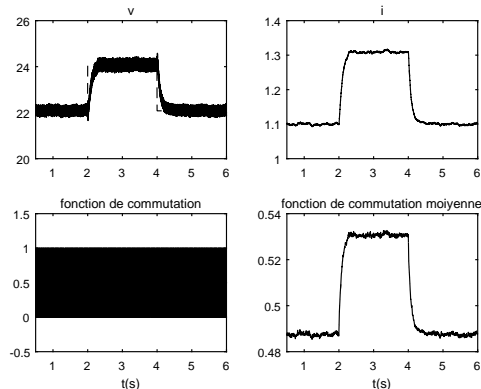 v
26
24
22
20
1 2 3 4 5 6
i
1.4
1.3
1.2
1.1
1
1 2 3 4 5 6
fonction de commutation
1.5
1
0.5
0
-0.5
1 2 3 4 5 6
t(s)
fonction de commutation moiyenne
0.54
0.52
0.5
0.48
1 2 3 4 5 6
t(s)